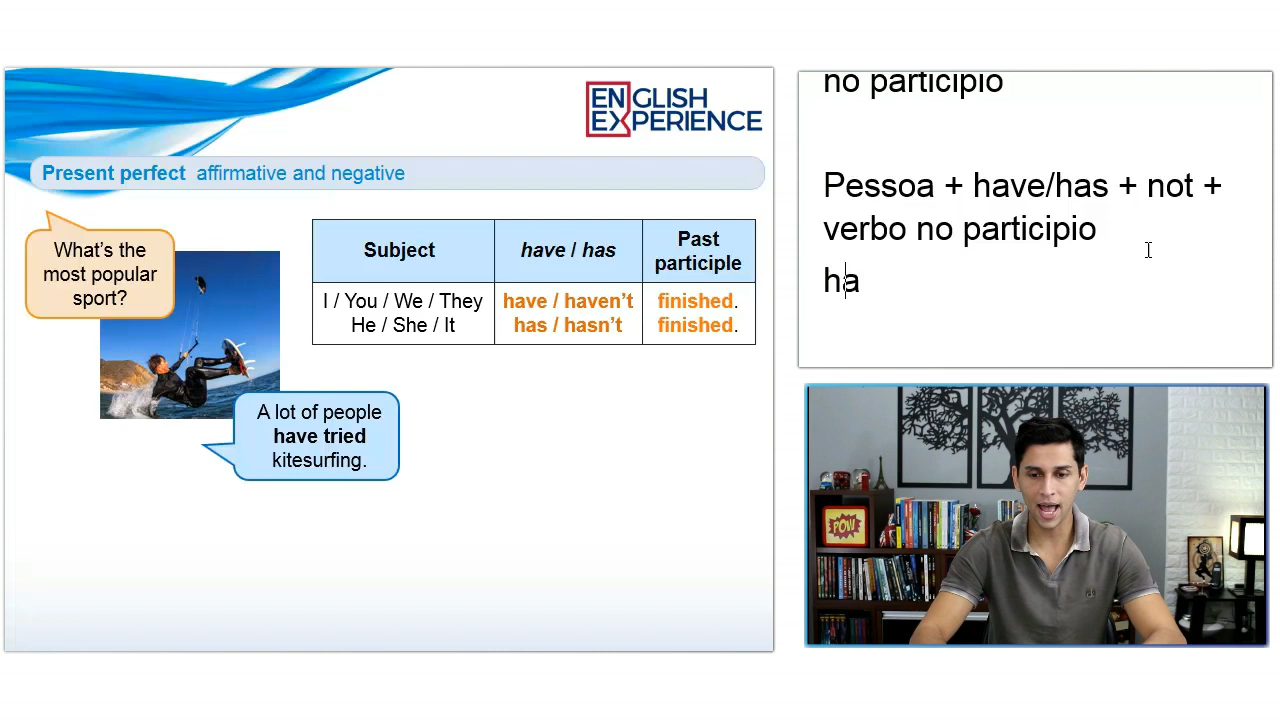 ENGLISH
EXPERIENCE
Present perfect affirmative and negative
What's the
most popular
sport?
Subject
have / has
Past
participle
I / You / We / They
have / haven't
finished.
He / She / It
has / hasn't
finished.
A lot of people
have tried
kitesurfing.
no participio
Pessoa + have/has + not +
verbo no participio
ha
POW